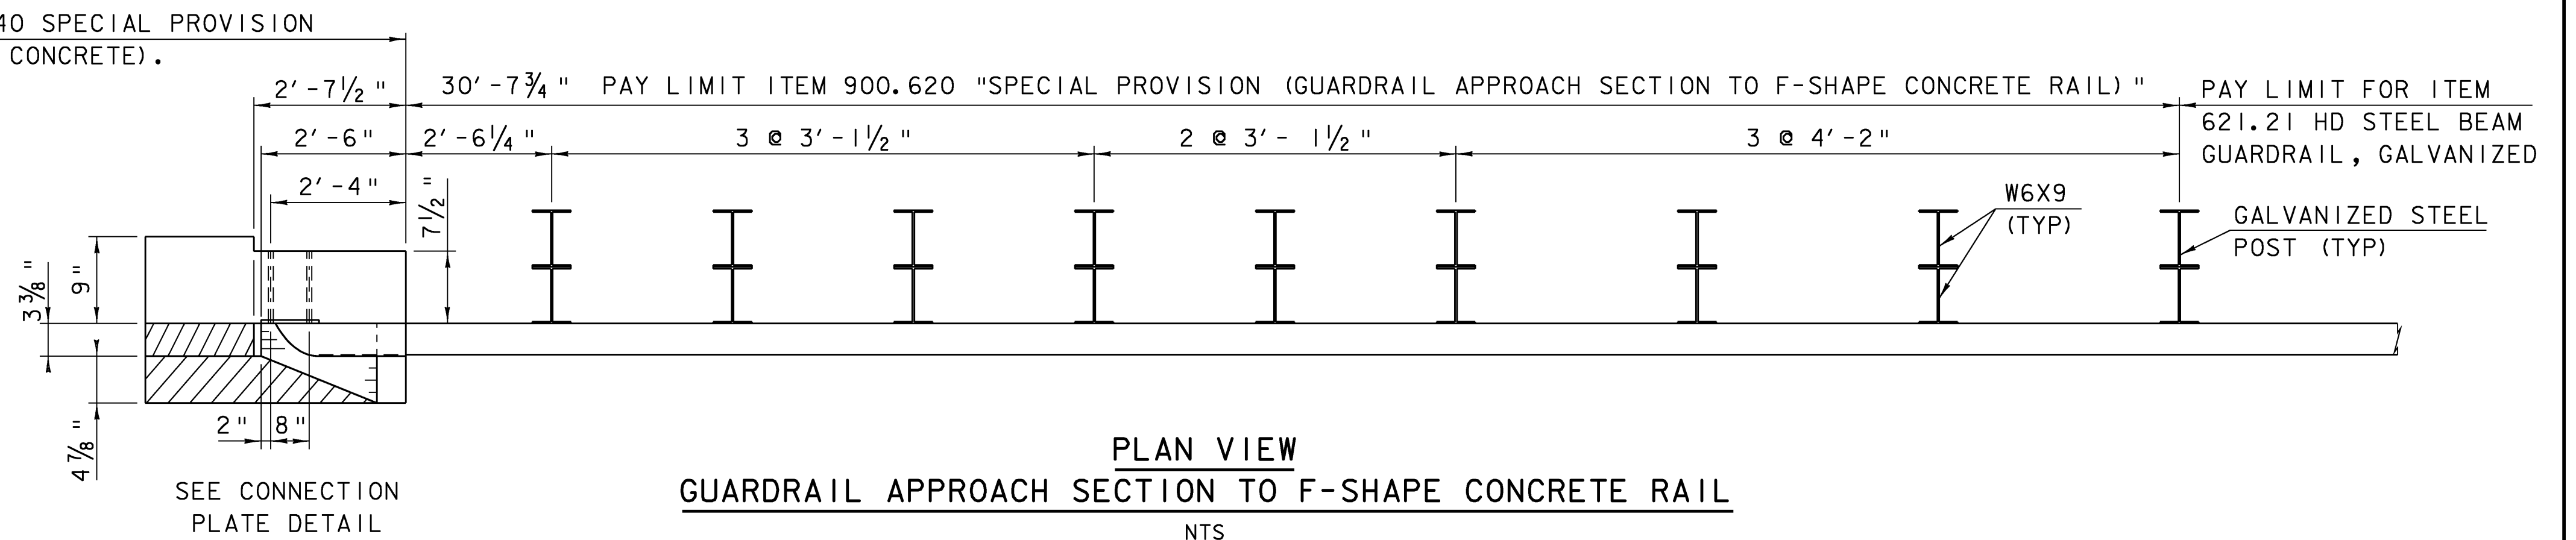 40 SPECIAL PROVISION
CONCRETE).
2'-7½"
30'-7¾" PAY LIMIT ITEM 900.620 "SPECIAL PROVISION (GUARDRAIL APPROACH SECTION TO F-SHAPE CONCRETE RAIL)"
PAY LIMIT FOR ITEM
621.21 HD STEEL BEAM
GUARDRAIL, GALVANIZED
2'-6"
2'-6¼"
3 @ 3'-1½"
2 @ 3'- 1½"
3 @ 4'-2"
2'-4"
7½"
W6X9
(TYP)
GALVANIZED STEEL
POST (TYP)
3⅜"
9"
4⅞"
2"
8"
SEE CONNECTION
PLATE DETAIL
PLAN VIEW
GUARDRAIL APPROACH SECTION TO F-SHAPE CONCRETE RAIL
NTS